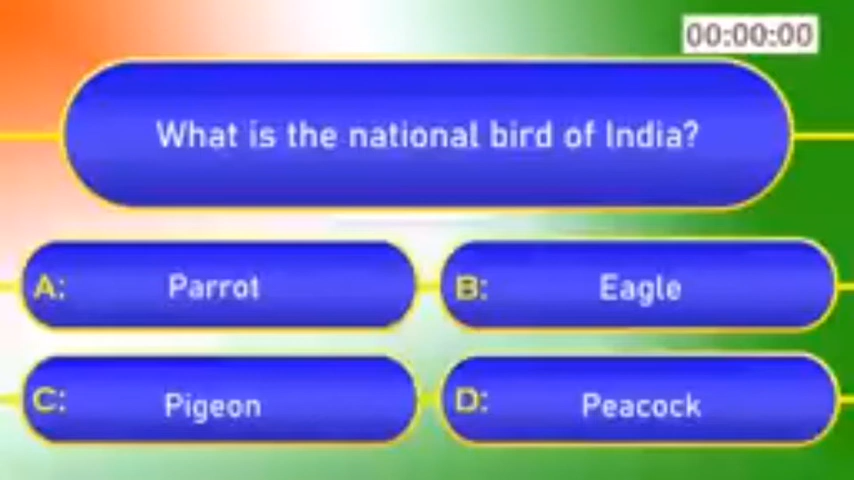 00:00:00
What is the national bird of India?
A: Parrot
B: Eagle
C: Pigeon
D: Peacock